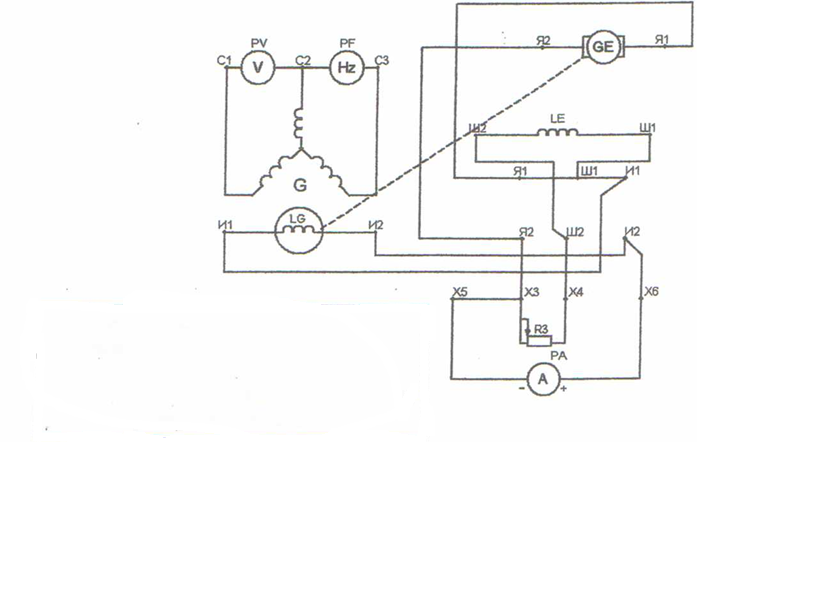 Я2 GE Я1
PV PF
C1 V C2 Hz C3
LE
Ш2 Ш1
Я1 Ш1 И1
G
И1 LG И2
Я2 Ш2 И2
X5 X3 X4 X6
R3
PA
- A +